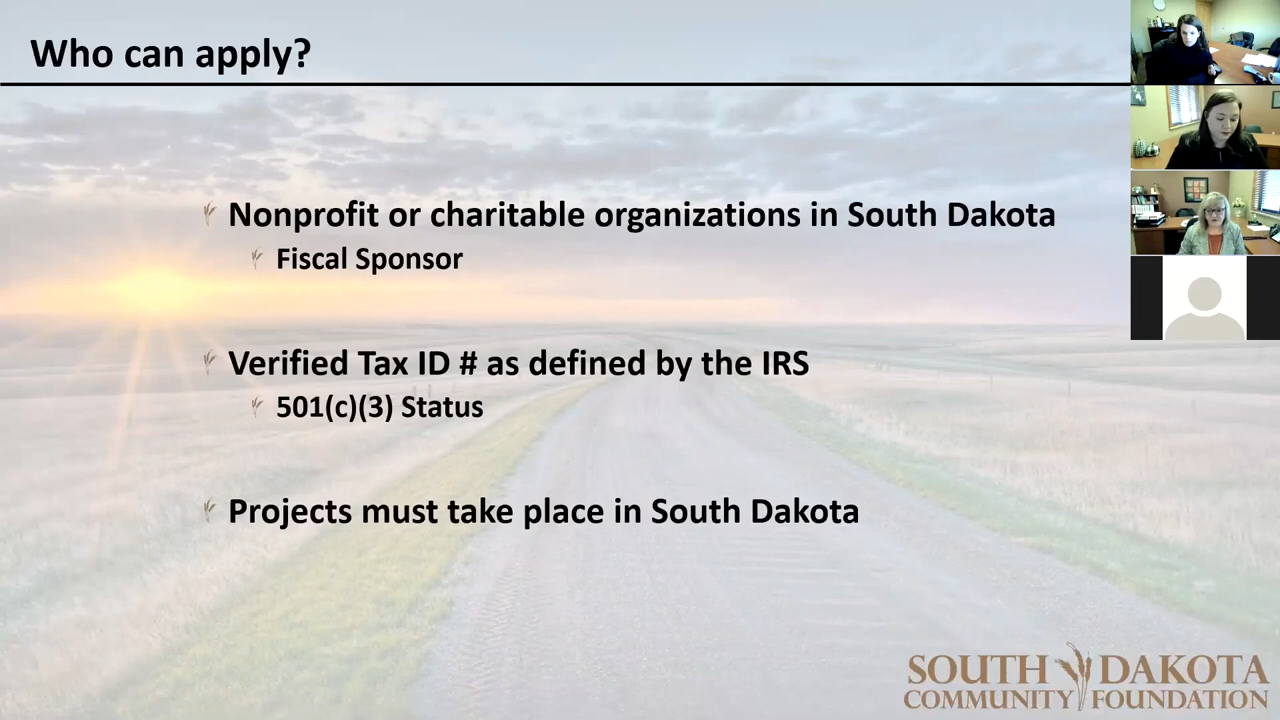 Who can apply?
Nonprofit or charitable organizations in South Dakota
Fiscal Sponsor
Verified Tax ID # as defined by the IRS
501(c)(3) Status
Projects must take place in South Dakota
SOUTH DAKOTA
COMMUNITY FOUNDATION